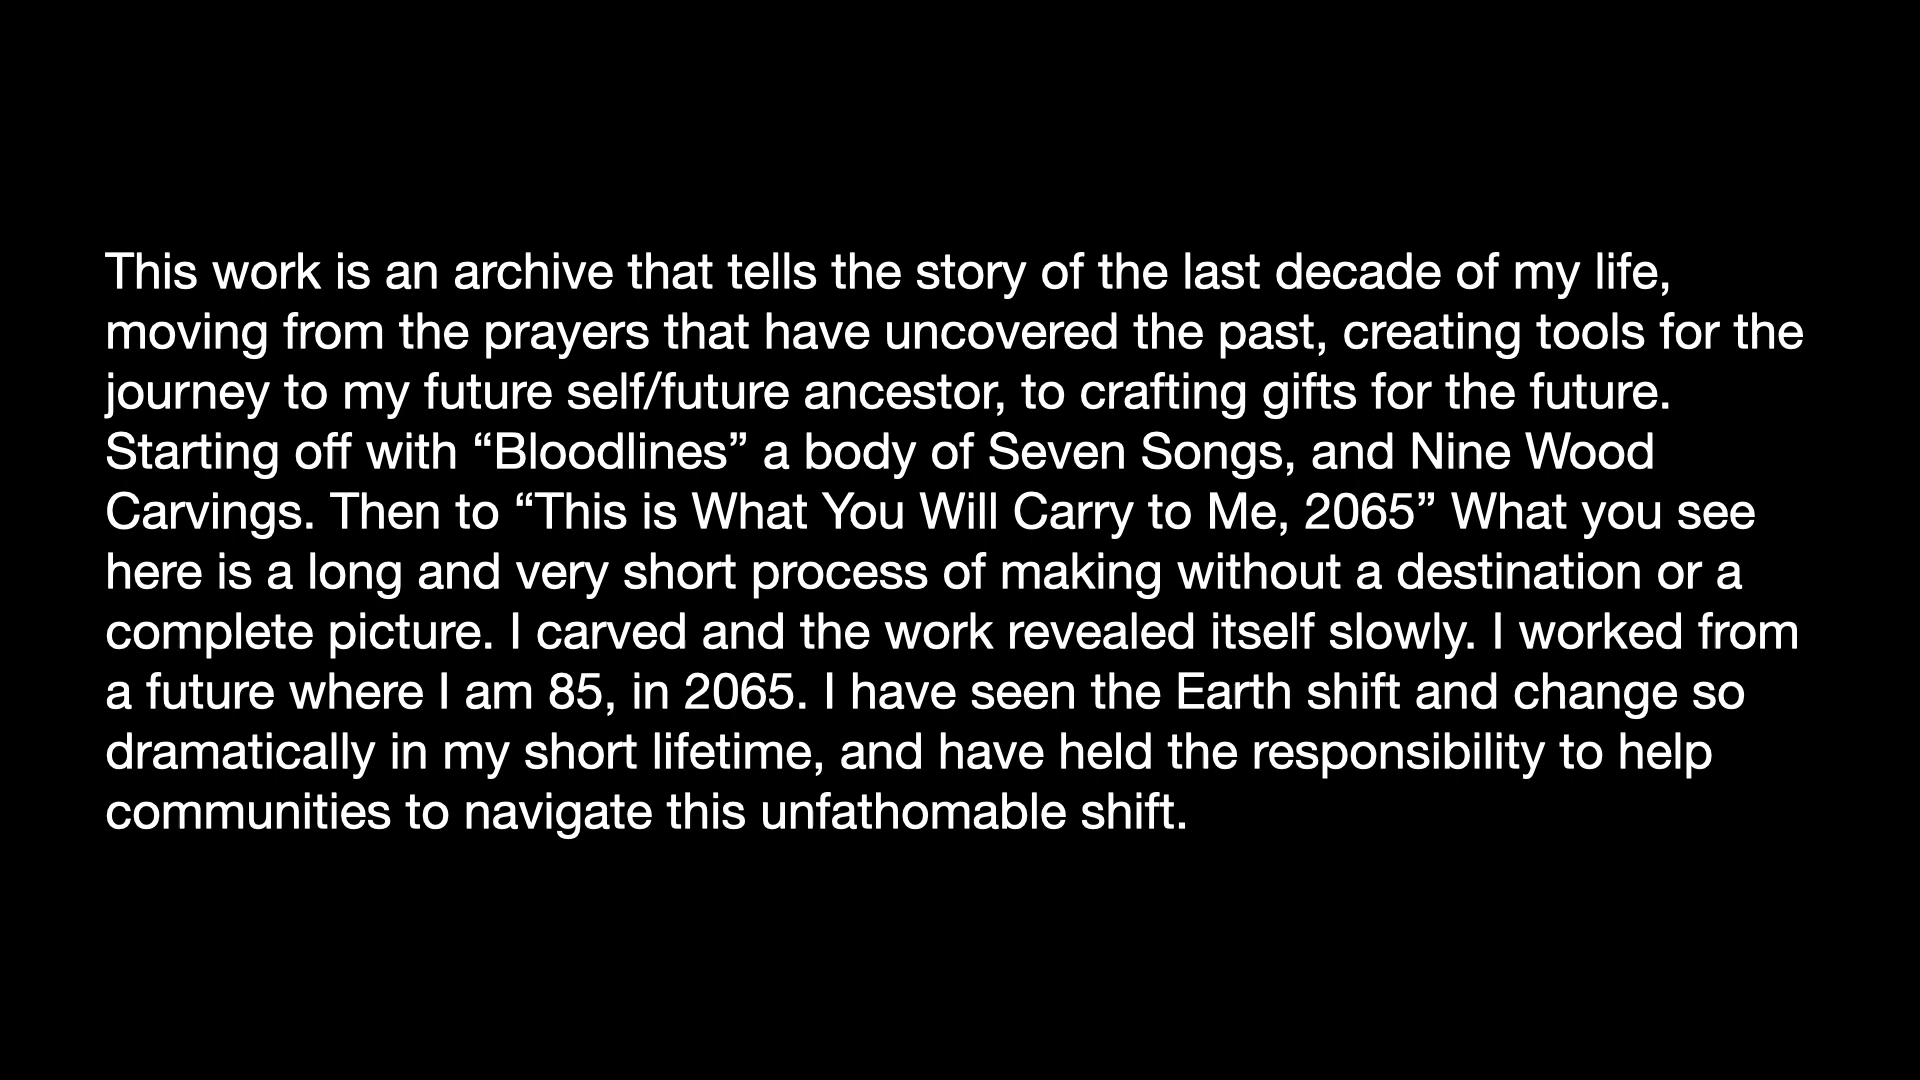 This work is an archive that tells the story of the last decade of my life,
moving from the prayers that have uncovered the past, creating tools for the
journey to my future self/future ancestor, to crafting gifts for the future.
Starting off with “Bloodlines” a body of Seven Songs, and Nine Wood
Carvings. Then to “This is What You Will Carry to Me, 2065” What you see
here is a long and very short process of making without a destination or a
complete picture. I carved and the work revealed itself slowly. I worked from
a future where I am 85, in 2065. I have seen the Earth shift and change so
dramatically in my short lifetime, and have held the responsibility to help
communities to navigate this unfathomable shift.